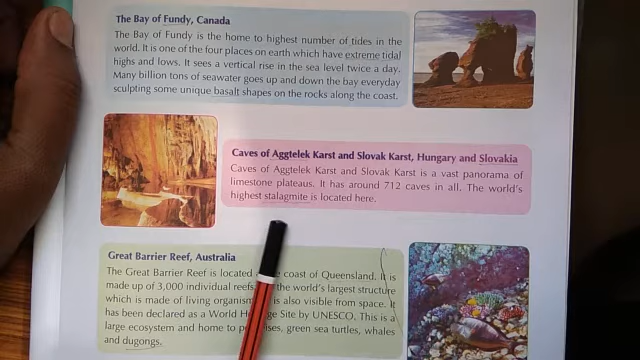 The Bay of Fundy, Canada
The Bay of Fundy is the home to highest number of tides in the
world. It is one of the four places on earth which have extreme tidal
highs and lows. It sees a vertical rise in the sea level twice a day.
Many billion tons of seawater goes up and down the bay everyday
sculpting some unique basalt shapes on the rocks along the coast.
Caves of Aggtelek Karst and Slovak Karst, Hungary and Slovakia
Caves of Aggtelek Karst and Slovak Karst is a vast panorama of
limestone plateaus. It has around 712 caves in all. The world's
highest stalagmite is located here.
Great Barrier Reef, Australia
The Great Barrier Reef is located coast of Queensland. It is
made up of 3,000 individual reefs, the world's largest structure
which is made of living organism is also visible from space. It
has been declared as a World Heritage Site by UNESCO. This is a
large ecosystem and home to green sea turtles, whales
and dugongs.